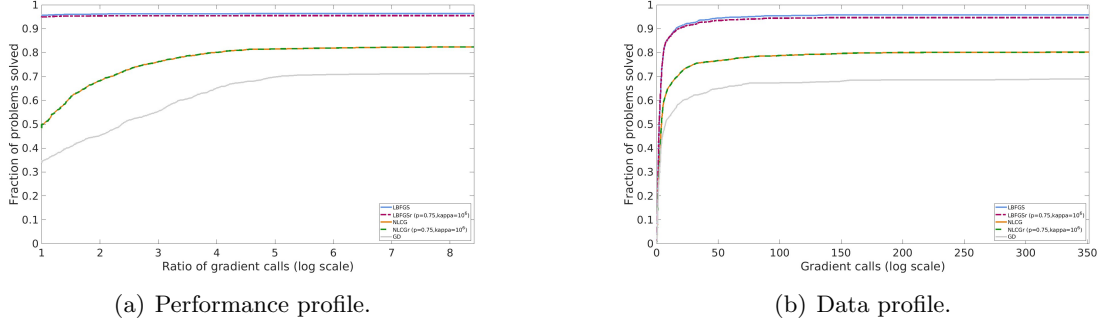 1
0.9
0.8
0.7
0.6
0.5
0.4
0.3
0.2
0.1
0
Fraction of problems solved
LBFGS
LBFGSr (p=0.75,kappa=10⁶)
NLCG
NLCGr (p=0.75,kappa=10⁶)
GD
1 2 3 4 5 6 7 8
Ratio of gradient calls (log scale)
(a) Performance profile.
1
0.9
0.8
0.7
0.6
0.5
0.4
0.3
0.2
0.1
0
Fraction of problems solved
LBFGS
LBFGSr (p=0.75,kappa=10⁶)
NLCG
NLCGr (p=0.75,kappa=10⁶)
GD
0 50 100 150 200 250 300 350
Gradient calls (log scale)
(b) Data profile.